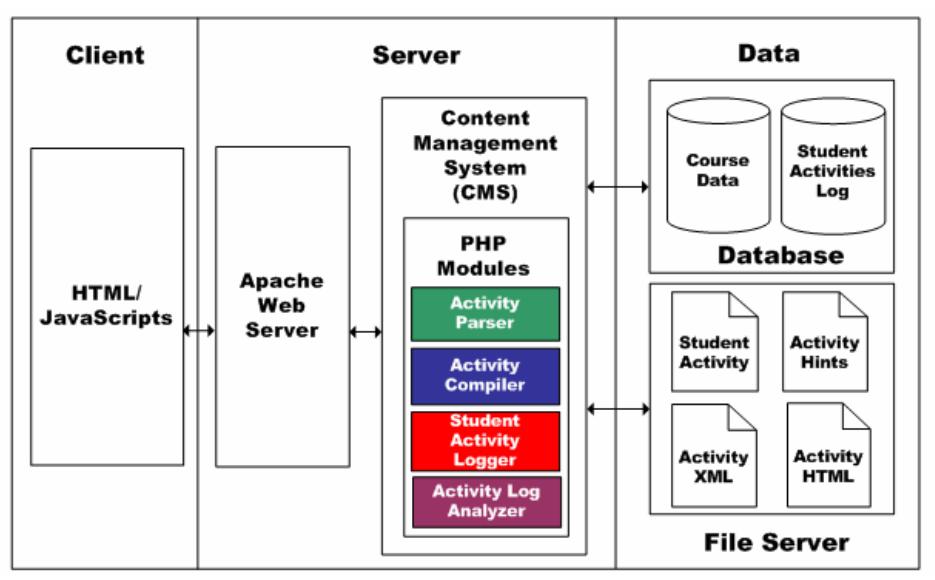 Client
HTML/
JavaScripts
Server
Apache
Web
Server
Content
Management
System
(CMS)
PHP
Modules
Activity
Parser
Activity
Compiler
Student
Activity
Logger
Activity Log
Analyzer
Data
Course
Data
Student
Activities
Log
Database
Student
Activity
Activity
Hints
Activity
XML
Activity
HTML
File Server